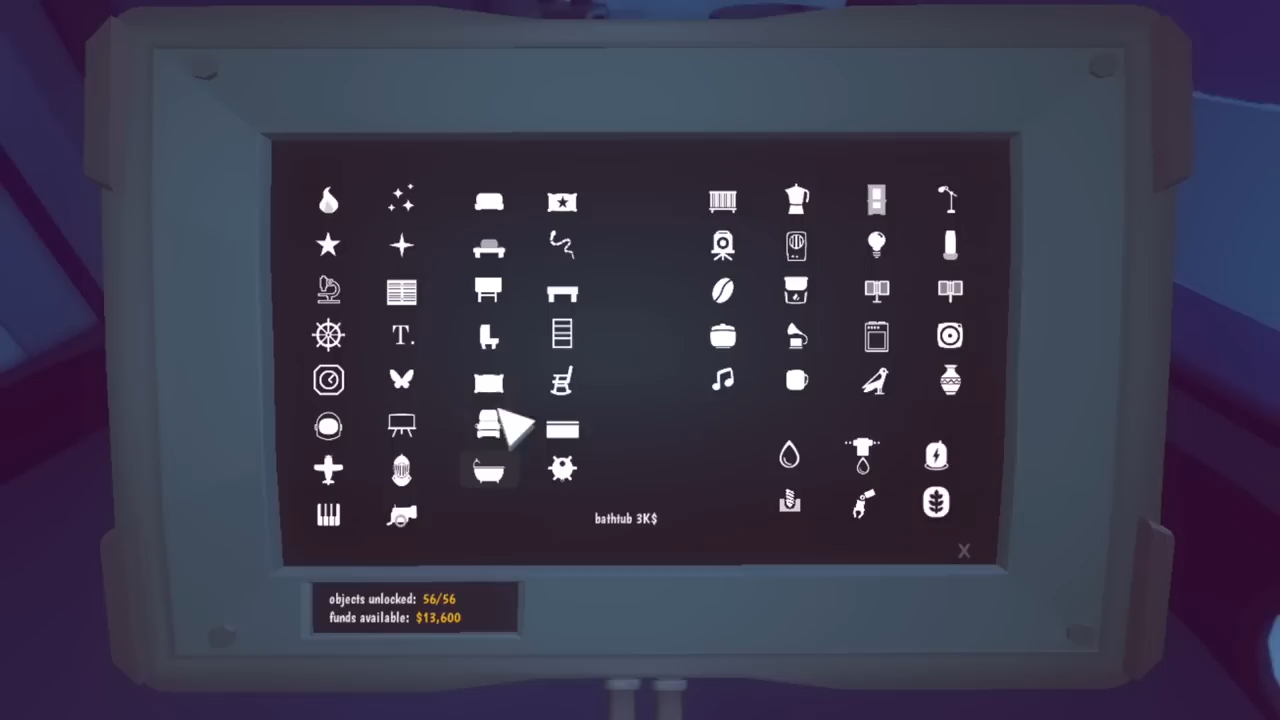 T.
bathtub 3K$
X
objects unlocked: 56/56
funds available: $13,600